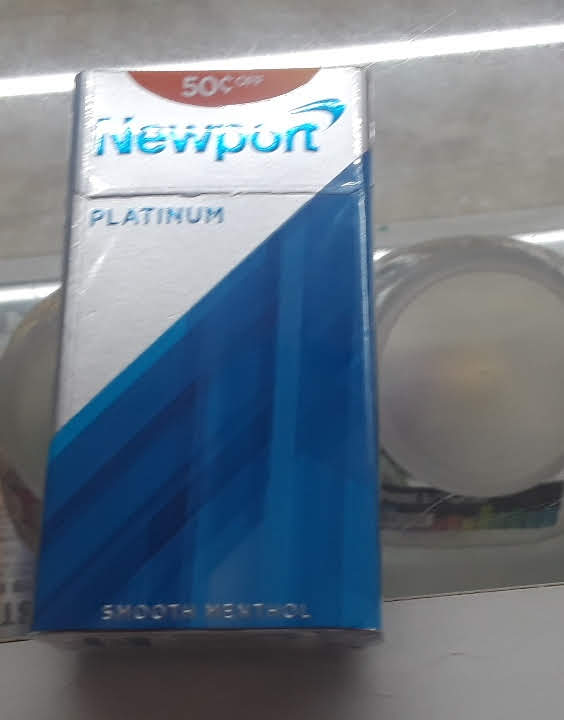 50¢ OFF
Newport
PLATINUM
SMOOTH MENTHOL